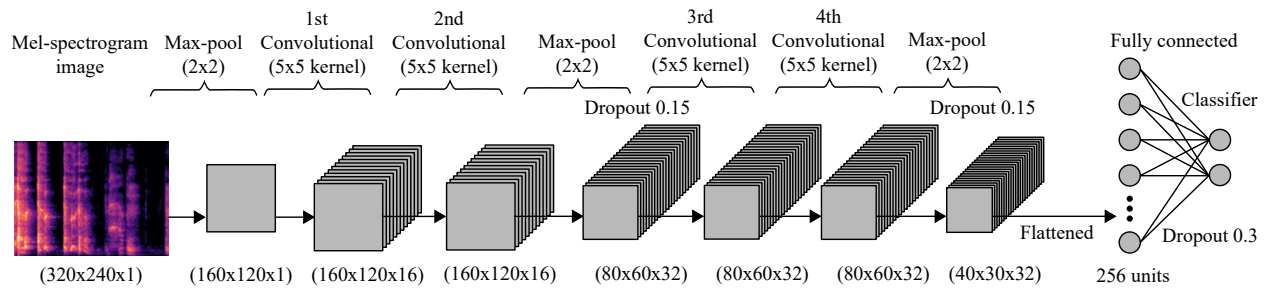 Mel-spectrogram
image
Max-pool
(2x2)
1st
Convolutional
(5x5 kernel)
2nd
Convolutional
(5x5 kernel)
Max-pool
(2x2)
Dropout 0.15
3rd
Convolutional
(5x5 kernel)
4th
Convolutional
(5x5 kernel)
Max-pool
(2x2)
Dropout 0.15
Fully connected
Classifier
Flattened
Dropout 0.3
(320x240x1)
(160x120x1)
(160x120x16)
(160x120x16)
(80x60x32)
(80x60x32)
(80x60x32)
(40x30x32)
256 units